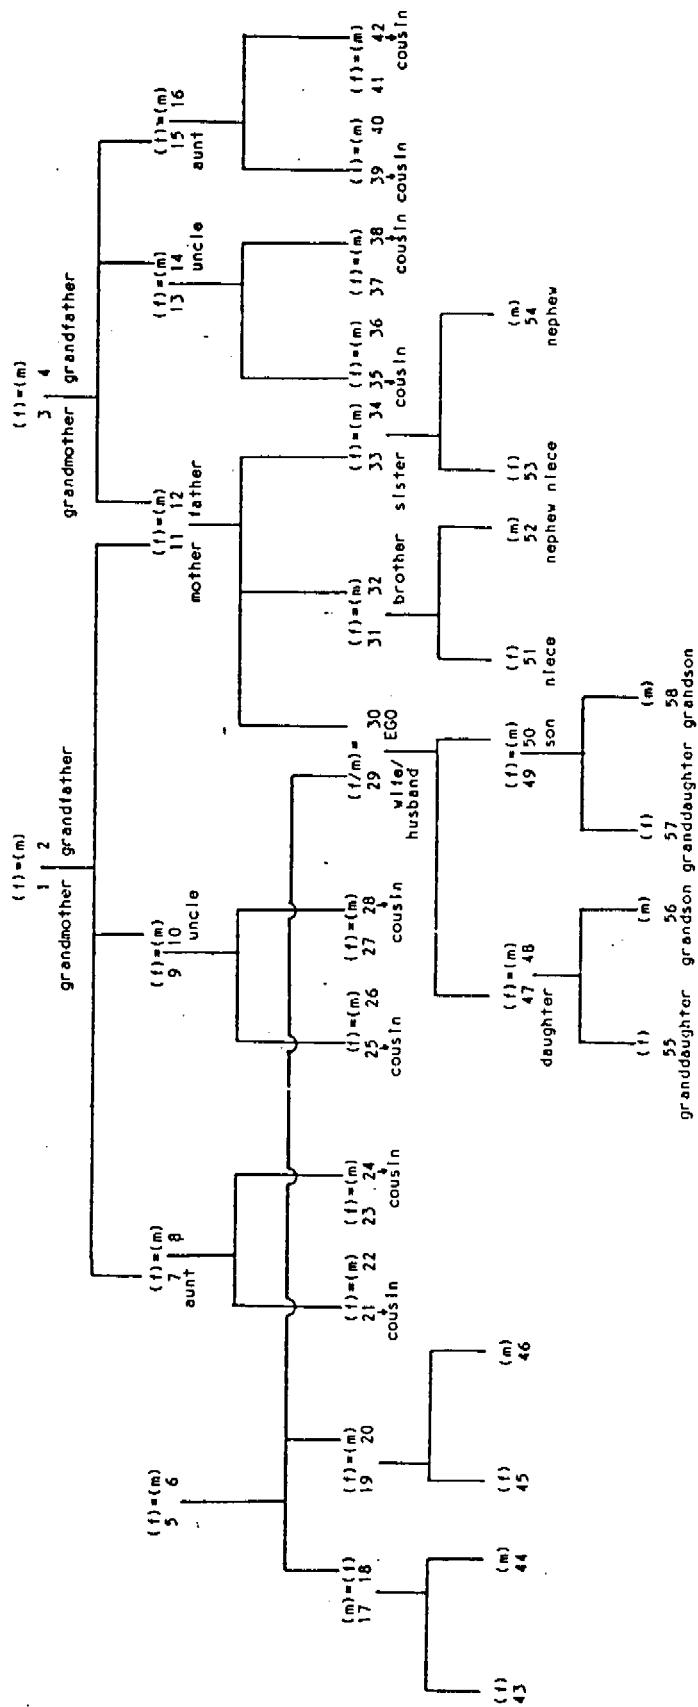 (f)=(m) (f)=(m)
1 2 3 4
grandmother grandfather grandmother grandfather
(f)=(m) (f)=(m) (f)=(m) (f)=(m) (f)=(m) (f)=(m)
5 6 7 8 9 10 11 12 13 14 15 16
aunt uncle mother father uncle aunt
(m)=(f) (f)=(m) (f)=(m) (f)=(m) (f)=(m) (f)=(m) (f/m)= (f)=(m) (f)=(m) (f)=(m) (f)=(m) (f)=(m) (f)=(m)
17 18 19 20 21 22 23 24 25 26 27 28 29 30 31 32 33 34 35 36 37 38 39 40 41 42
cousin cousin cousin cousin wife/ EGO brother sister cousin cousin cousin cousin
husband
(f) (m) (f) (m) (f)=(m) (f)=(m) (f) (m) (f) (m)
43 44 45 46 47 48 49 50 51 52 53 54
daughter son niece nephew niece nephew
(f) (m) (f) (m)
55 56 57 58
granddaughter grandson granddaughter grandson